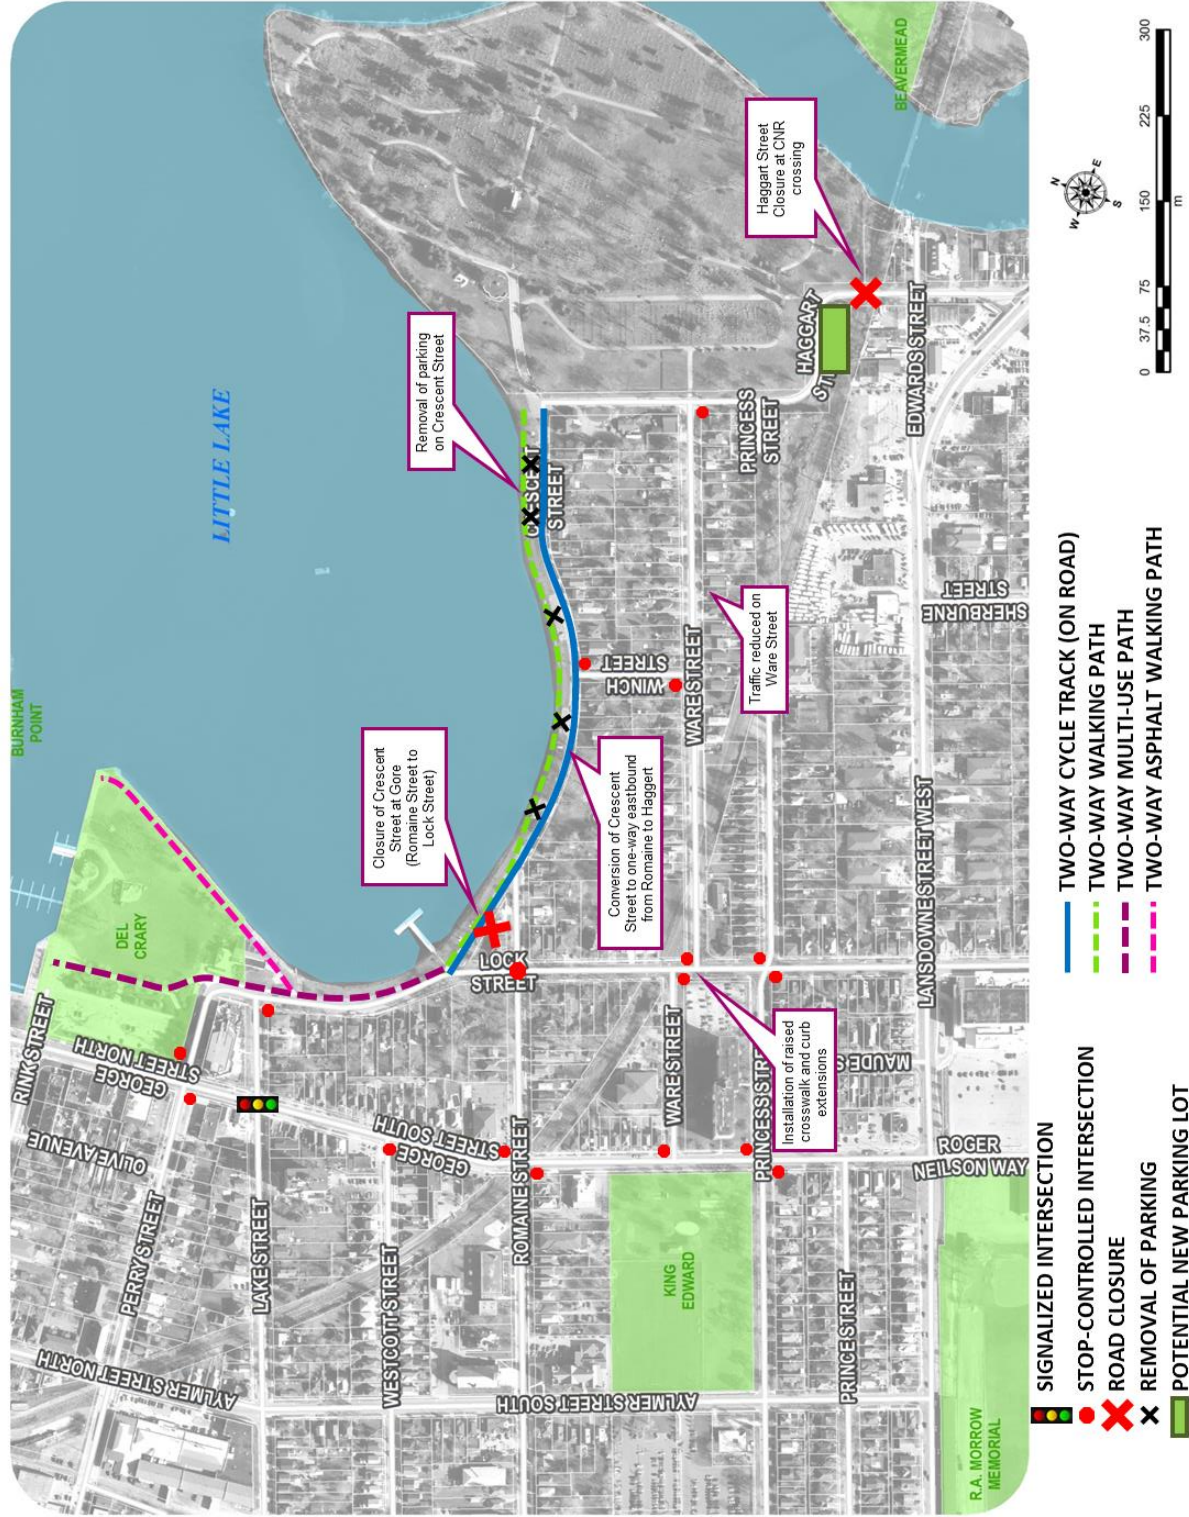 BURNHAM
POINT
LITTLE LAKE
BEAVERMEAD
DEL
CRARY
RINK STREET
GEORGE
STREET NORTH
OLIVE AVENUE
PERRY STREET
LAKE STREET
AYLMER STREET NORTH
WESTCOTT STREET
GEORGE
STREET SOUTH
ROMAINE STREET
AYLMER STREET SOUTH
LOCK
STREET
CRESCENT
STREET
WINCH
STREET
WARE STREET
WARE STREET
PRINCESS
STREET
HAGGART
KING
EDWARD
PRINCE STREET
ROGER
NEILSON WAY
LANSDOWNE STREET WEST
SHERBURNE
STREET
EDWARDS STREET
R.A. MORROW
MEMORIAL
Closure of Crescent
Street at Gore
(Romaine Street to
Lock Street)
Removal of parking
on Crescent Street
Haggart Street
Closure at CNR
crossing
Conversion of Crescent
Street to one-way eastbound
from Romaine to Haggert
Traffic reduced on
Ware Street
Installation of raised
crosswalk and curb
extensions
SIGNALIZED INTERSECTION
STOP-CONTROLLED INTERSECTION
ROAD CLOSURE
REMOVAL OF PARKING
POTENTIAL NEW PARKING LOT
TWO-WAY CYCLE TRACK (ON ROAD)
TWO-WAY WALKING PATH
TWO-WAY MULTI-USE PATH
TWO-WAY ASPHALT WALKING PATH
N
W
E
S
0 37.5 75 150 225 300
m